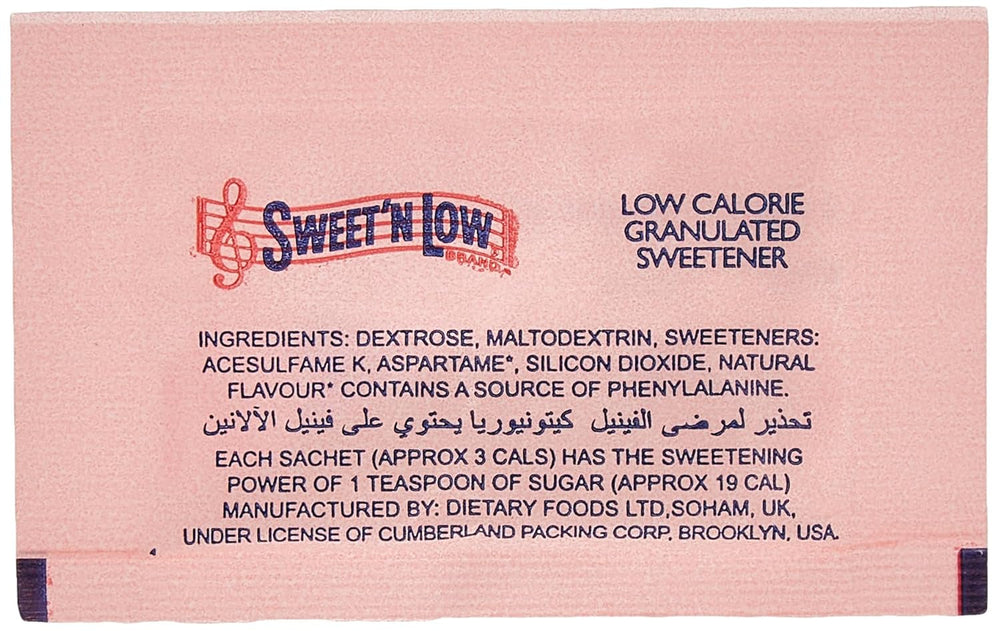 SWEET'N LOW
BRAND
LOW CALORIE
GRANULATED
SWEETENER
INGREDIENTS: DEXTROSE, MALTODEXTRIN, SWEETENERS:
ACESULFAME K, ASPARTAME*, SILICON DIOXIDE, NATURAL
FLAVOUR* CONTAINS A SOURCE OF PHENYLALANINE.
تحذير لمرضى الفينيل كيتونيوريا يحتوي على فينيل الآلانين
EACH SACHET (APPROX 3 CALS) HAS THE SWEETENING
POWER OF 1 TEASPOON OF SUGAR (APPROX 19 CAL)
MANUFACTURED BY: DIETARY FOODS LTD,SOHAM, UK,
UNDER LICENSE OF CUMBERLAND PACKING CORP. BROOKLYN, USA.